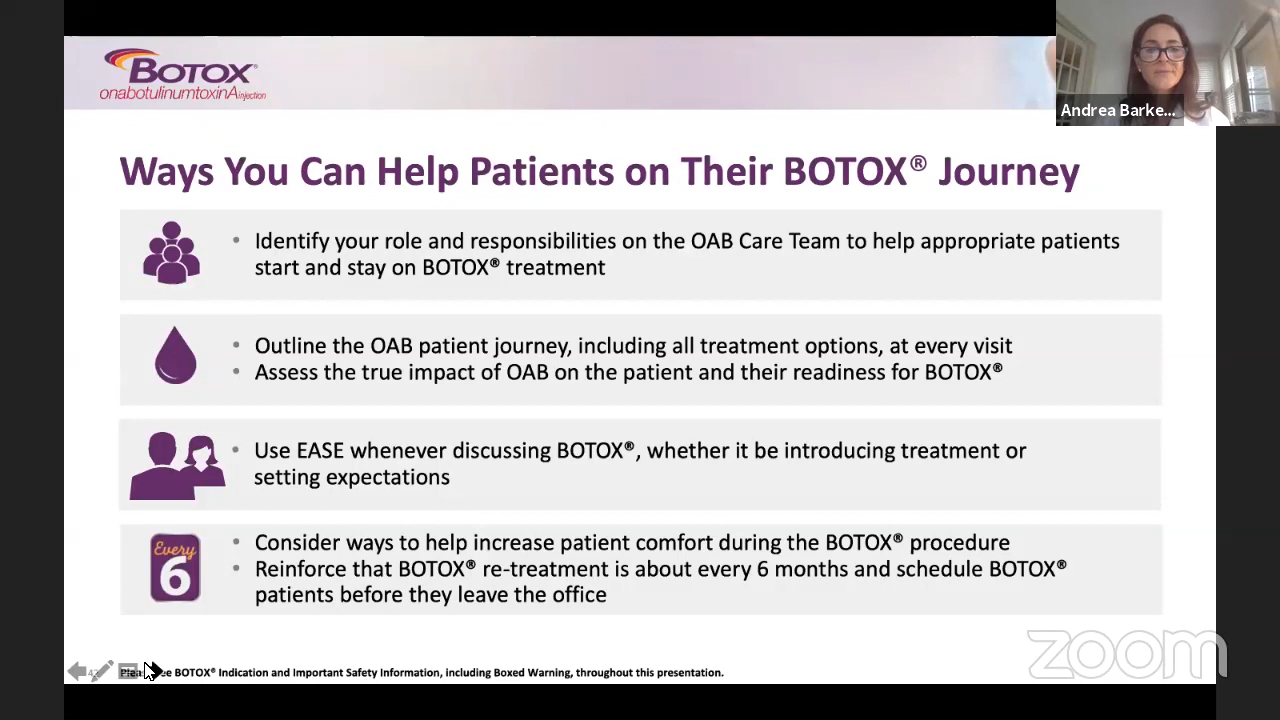 BOTOX®
onabotulinumtoxinA injection
Andrea Barke...
Ways You Can Help Patients on Their BOTOX® Journey
• Identify your role and responsibilities on the OAB Care Team to help appropriate patients
start and stay on BOTOX® treatment
• Outline the OAB patient journey, including all treatment options, at every visit
• Assess the true impact of OAB on the patient and their readiness for BOTOX®
• Use EASE whenever discussing BOTOX®, whether it be introducing treatment or
setting expectations
Every
6
• Consider ways to help increase patient comfort during the BOTOX® procedure
• Reinforce that BOTOX® re-treatment is about every 6 months and schedule BOTOX®
patients before they leave the office
BOTOX® Indication and Important Safety Information, including Boxed Warning, throughout this presentation.
zoom